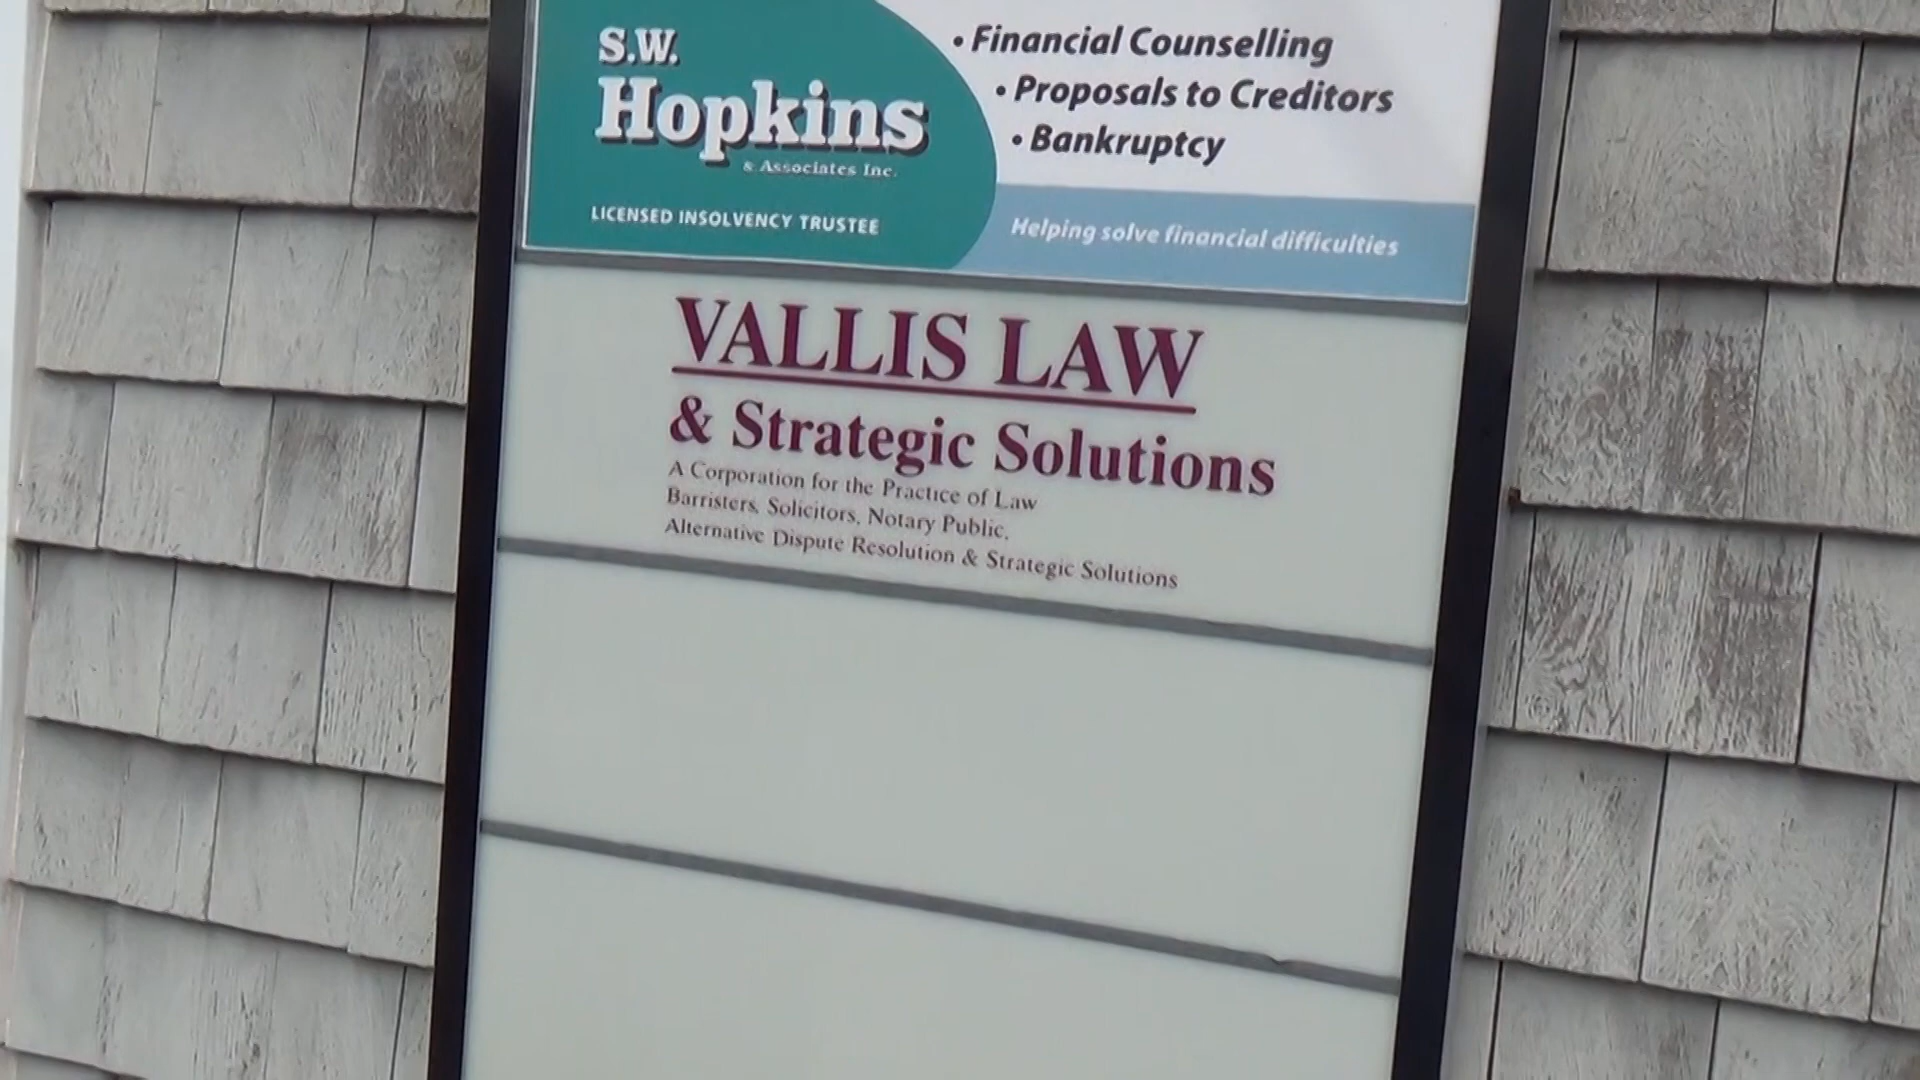 S.W.
Hopkins
& Associates Inc.
LICENSED INSOLVENCY TRUSTEE
• Financial Counselling
• Proposals to Creditors
• Bankruptcy
Helping solve financial difficulties
VALLIS LAW
& Strategic Solutions
A Corporation for the Practice of Law
Barristers, Solicitors, Notary Public,
Alternative Dispute Resolution & Strategic Solutions